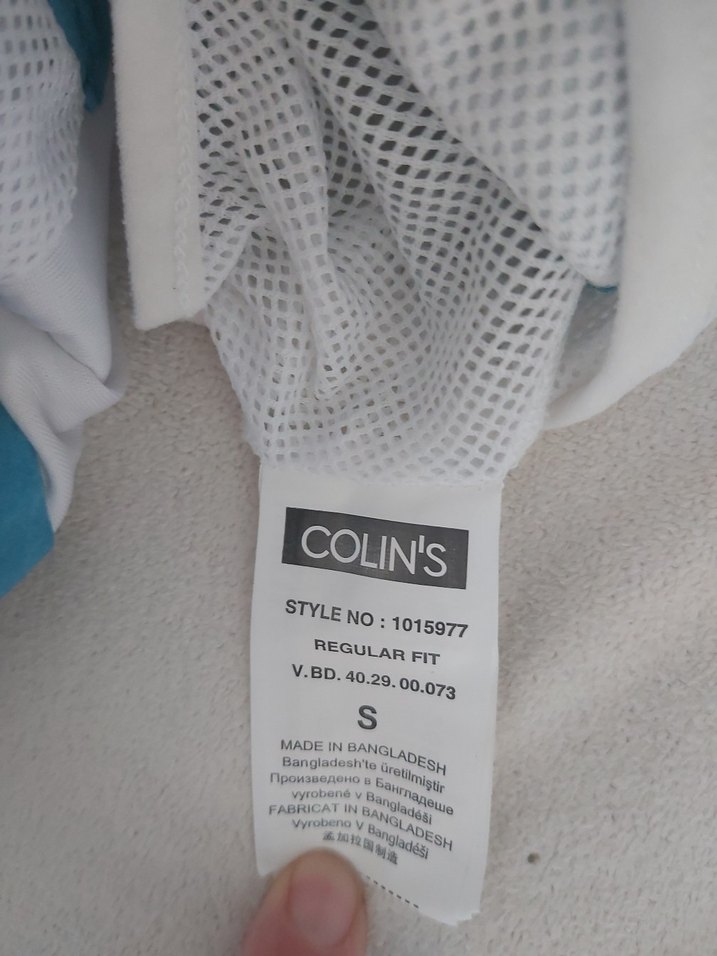 COLIN'S
STYLE NO : 1015977
REGULAR FIT
V.BD. 40.29.00.073
S
MADE IN BANGLADESH
Bangladesh'te üretilmiştir
Произведено в Бангладеше
vyrobené v Bangladéši
FABRICAT IN BANGLADESH
Vyrobeno V Bangladéši
孟加拉国制造